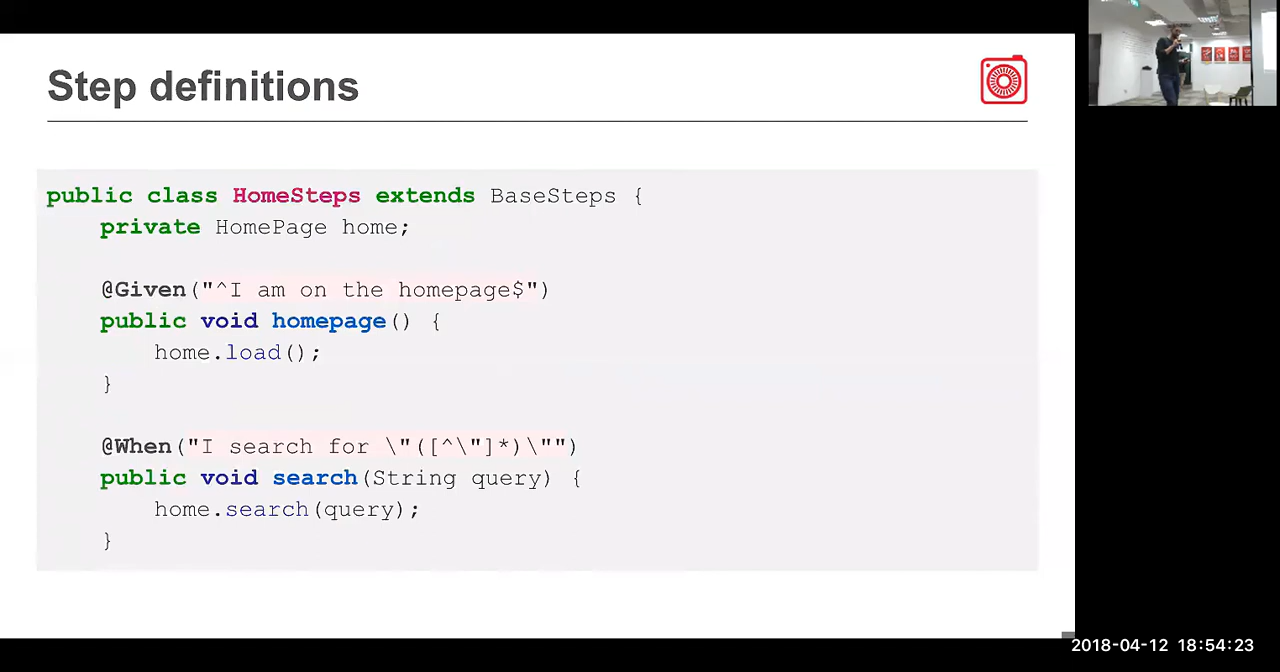 Step definitions
public class HomeSteps extends BaseSteps {
private HomePage home;
@Given("^I am on the homepage$")
public void homepage() {
home.load();
}
@When("I search for \"([^\"]*)\"")
public void search(String query) {
home.search(query);
}
2018-04-12 18:54:23